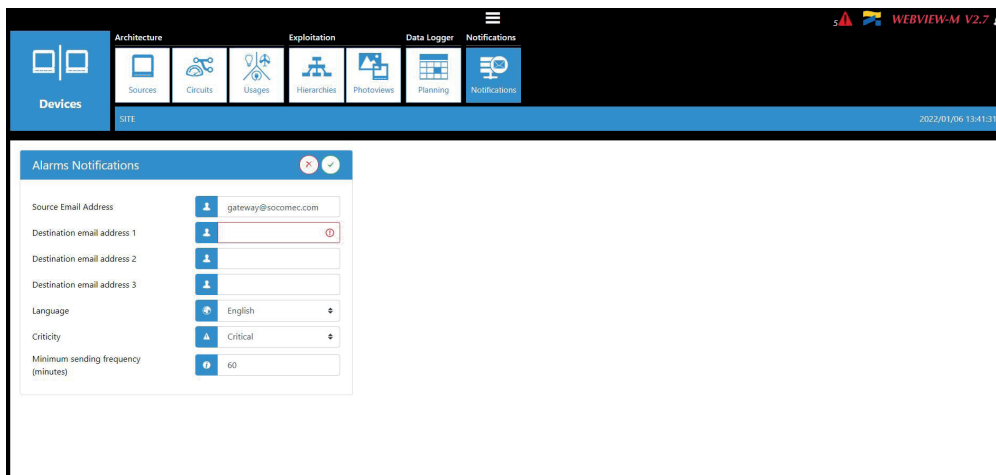 5
WEBVIEW-M V2.7
Architecture
Exploitation
Data Logger
Notifications
Devices
Sources
Circuits
Usages
Hierarchies
Photoviews
Planning
Notifications
SITE
2022/01/06 13:41:31
Alarms Notifications
Source Email Address
gateway@socomec.com
Destination email address 1
Destination email address 2
Destination email address 3
Language
English
Criticity
Critical
Minimum sending frequency
(minutes)
60